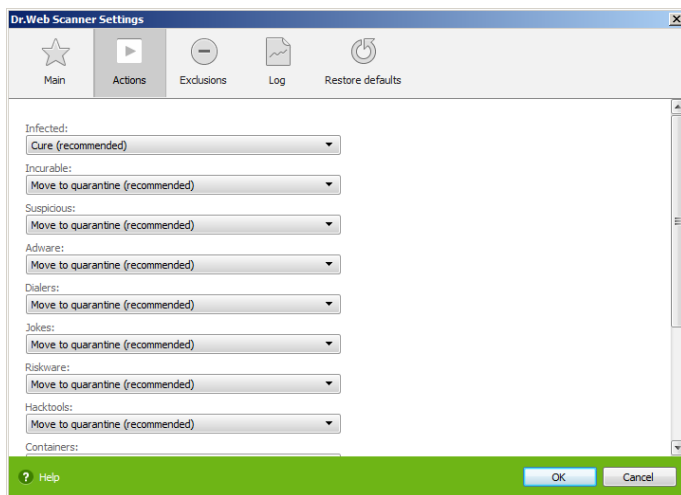 Dr.Web Scanner Settings
Main Actions Exclusions Log Restore defaults
Infected:
Cure (recommended)
Incurable:
Move to quarantine (recommended)
Suspicious:
Move to quarantine (recommended)
Adware:
Move to quarantine (recommended)
Dialers:
Move to quarantine (recommended)
Jokes:
Move to quarantine (recommended)
Riskware:
Move to quarantine (recommended)
Hacktools:
Move to quarantine (recommended)
Containers:
? Help OK Cancel